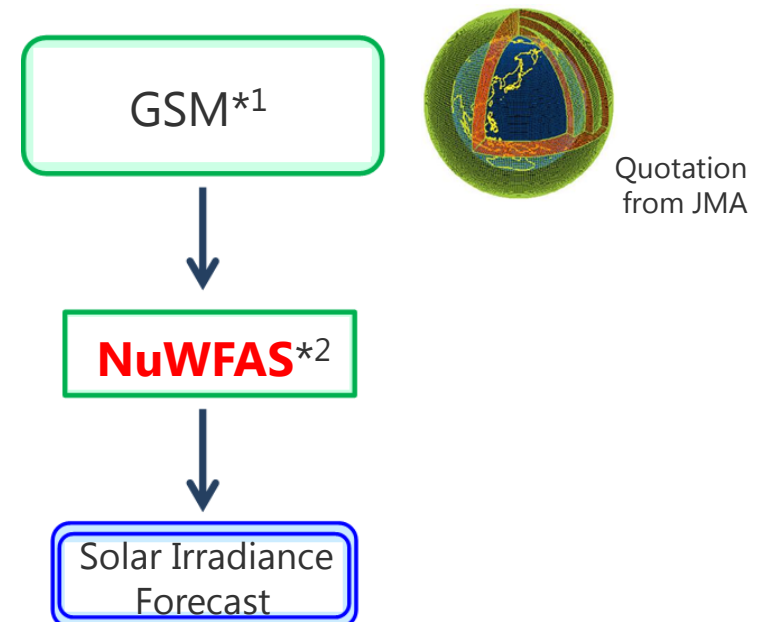 GSM*1
Quotation
from JMA
NuWFAS*2
Solar Irradiance
Forecast